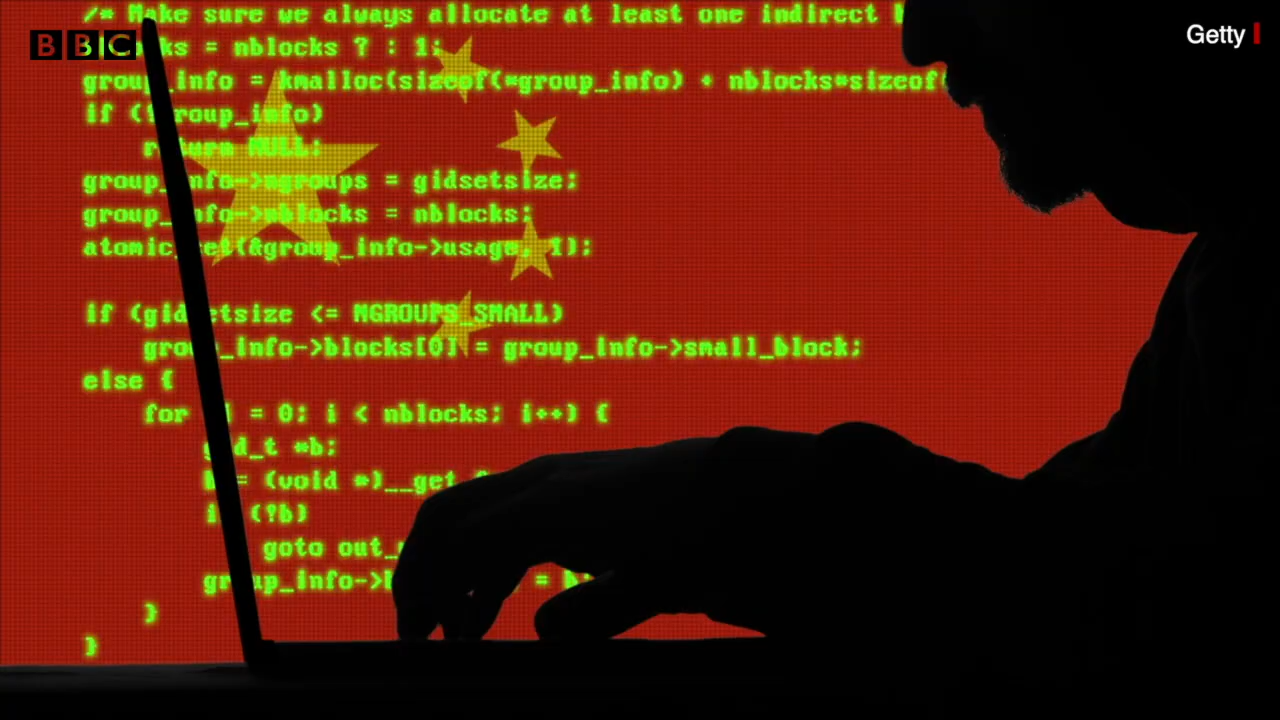 /* Make sure we always allocate at least one indirect
BBC
Getty
ks = nblocks ? : 1;
group_info = kmalloc(sizeof(*group_info) + nblocks*sizeof(
if (!group_info)
return NULL;
group_info->ngroups = gidsetsize;
group_info->nblocks = nblocks;
atomic_set(&group_info->usage, 1);
if (gidsetsize <= NGROUPS_SMALL)
group_info->blocks[0] = group_info->small_block;
else {
for = 0; i < nblocks; i++) {
gid_t *b;
= (void *)__get
if (!b)
goto out_
group_info-> = b;
}
}